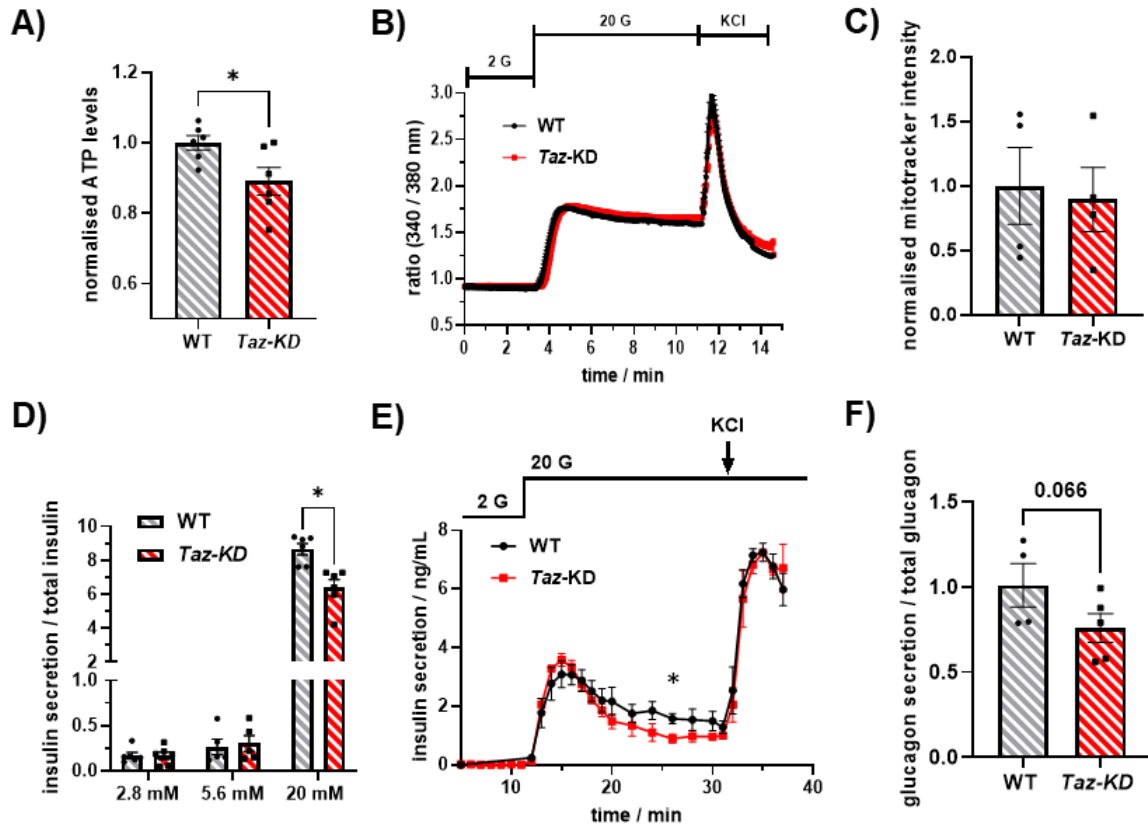 A)
normalised ATP levels
1.2
1.0
0.8
0.6
*
WT
Taz-KD
B)
2 G
20 G
KCl
ratio (340 / 380 nm)
3.0
2.5
2.0
1.5
1.0
0.5
WT
Taz-KD
0 2 4 6 8 10 12 14
time / min
C)
normalised mitotracker intensity
2.0
1.5
1.0
0.5
0.0
WT
Taz-KD
D)
insulin secretion / total insulin
WT
Taz-KD
*
10
8
6
4
2
0.50
0.25
0.0
2.8 mM 5.6 mM 20 mM
E)
KCl
20 G
2 G
insulin secretion / ng/mL
8
6
4
2
0
WT
Taz-KD
*
10 20 30 40
time / min
F)
glucagon secretion / total glucagon
0.066
1.5
1.0
0.5
0.0
WT
Taz-KD